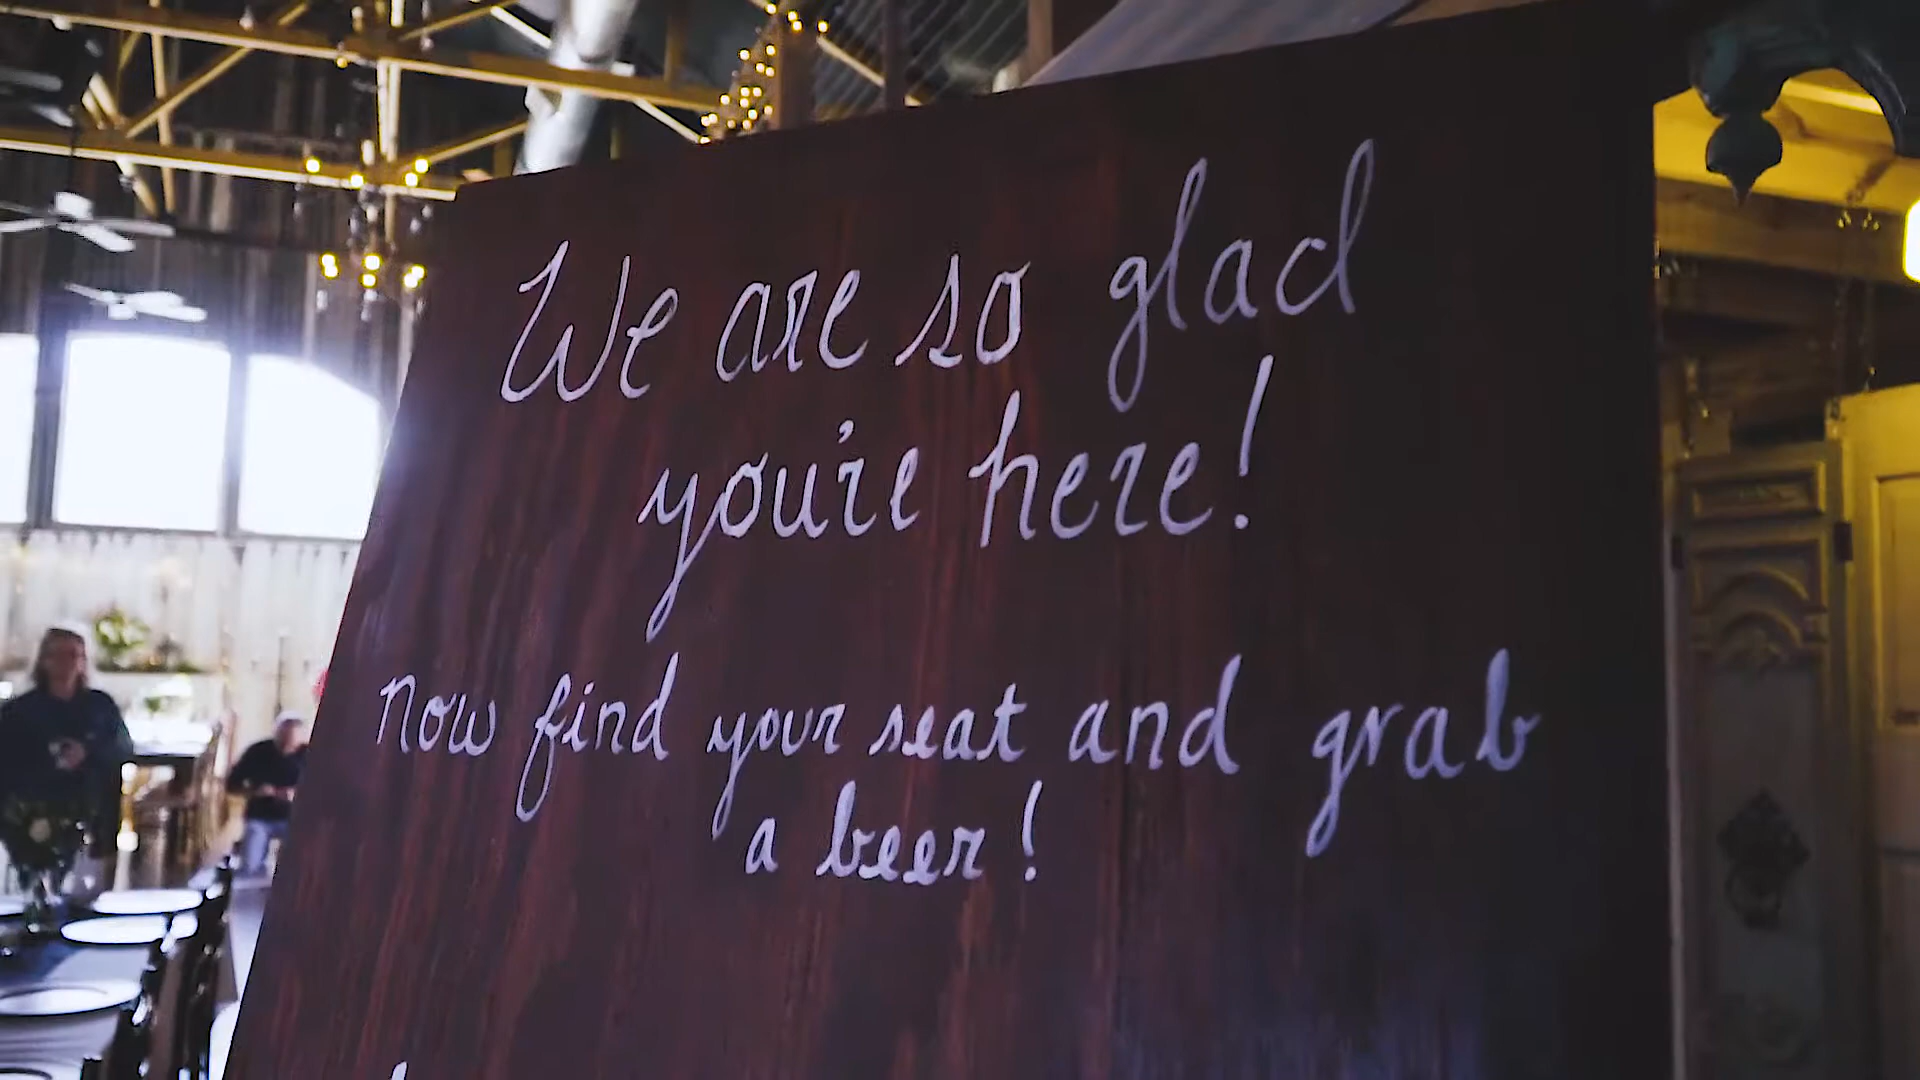 We are so glad
you're here!
Now find your seat and grab
a beer!